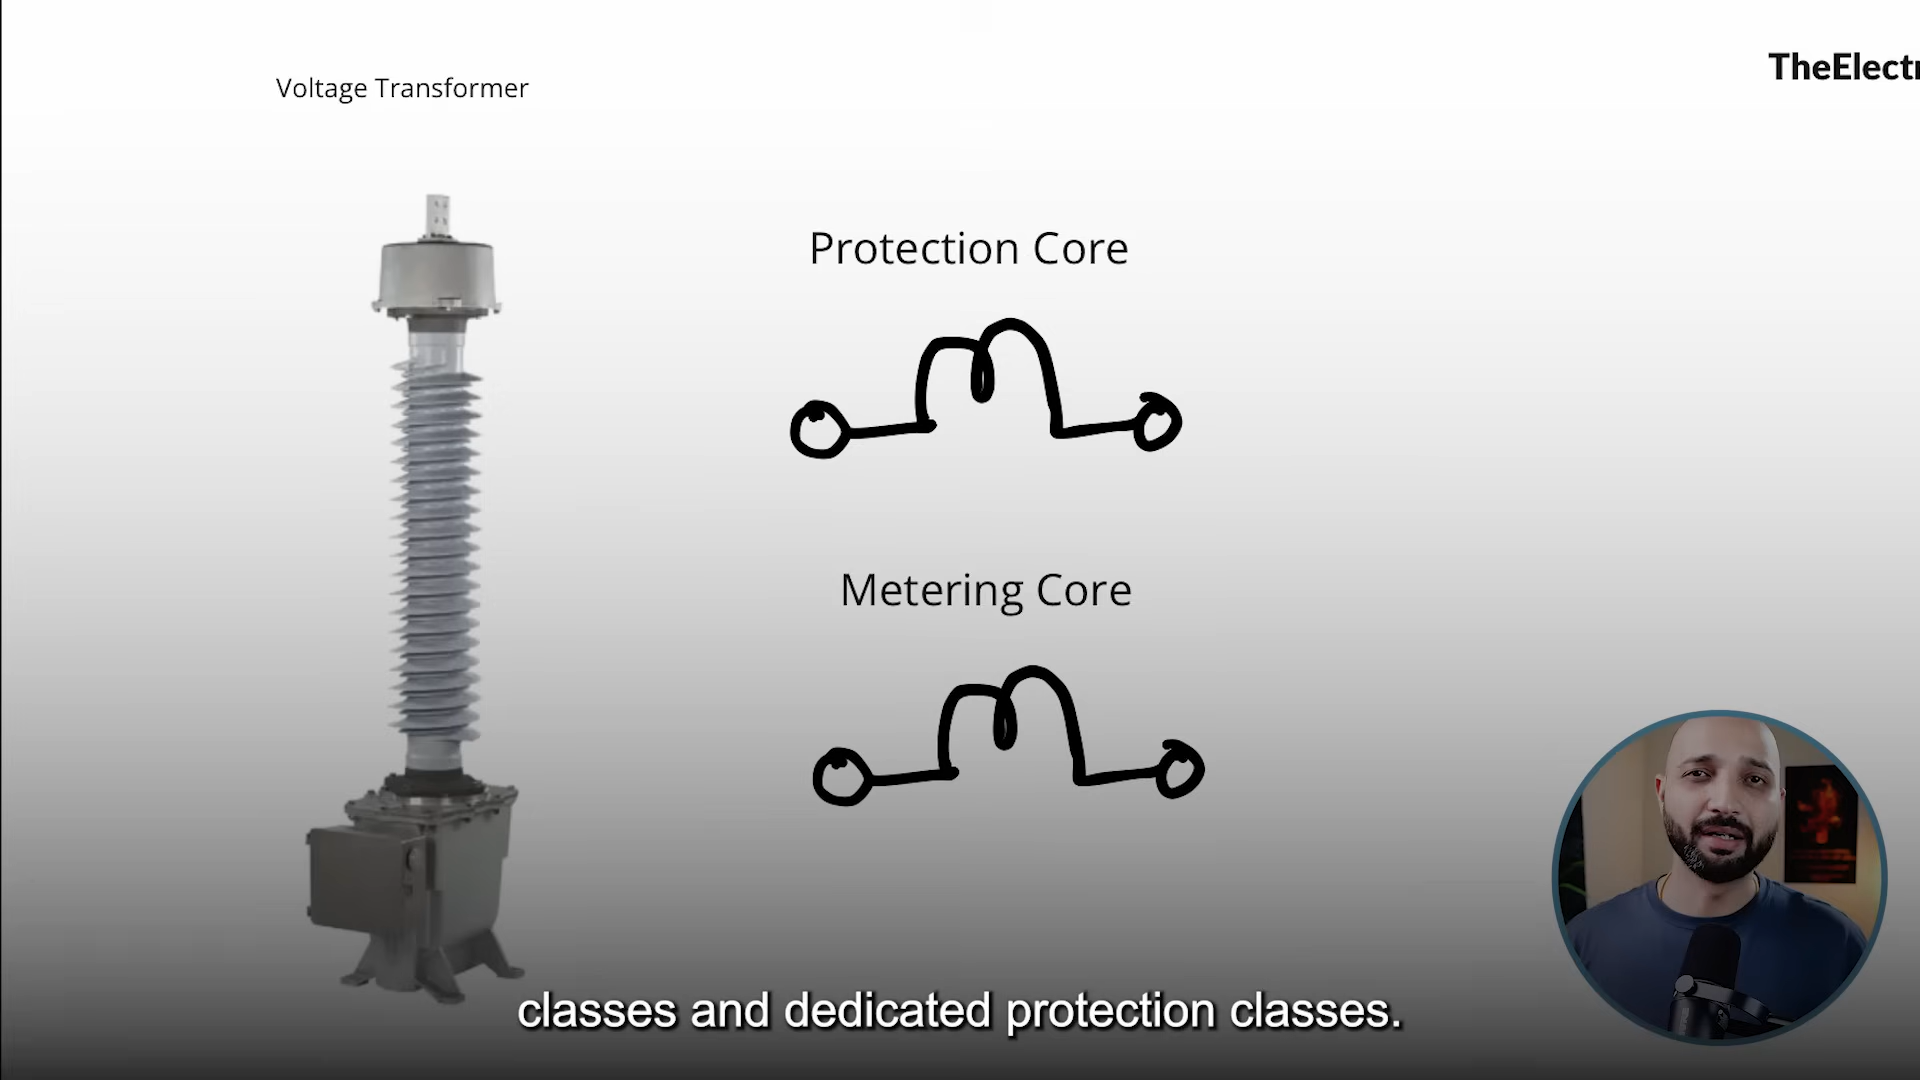 Voltage Transformer
TheElectr
Protection Core
Metering Core
classes and dedicated protection classes.